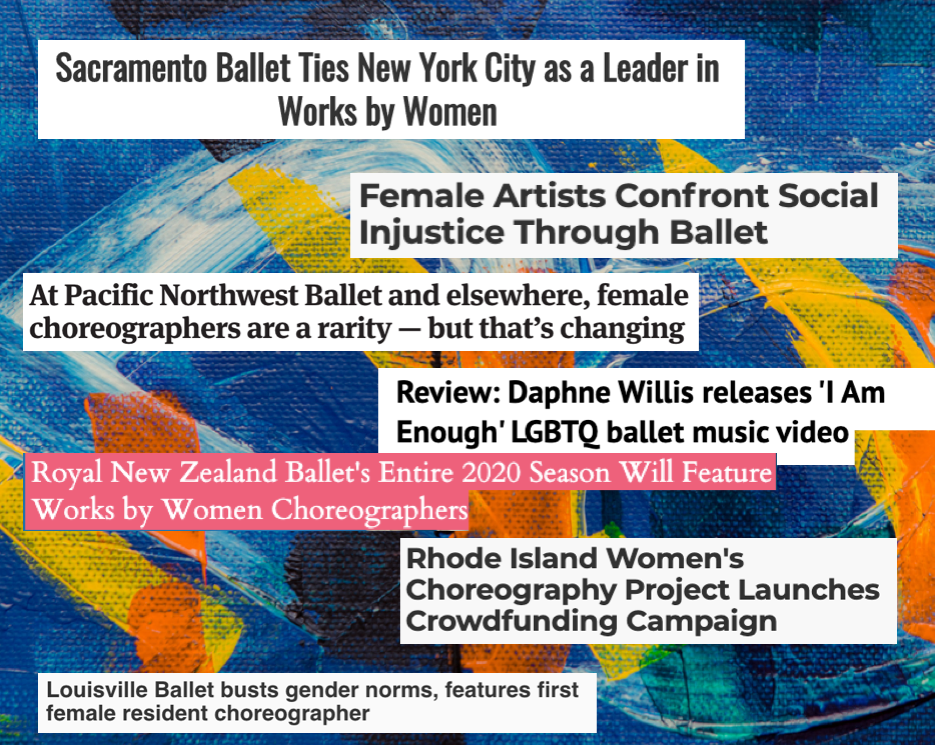 Sacramento Ballet Ties New York City as a Leader in
Works by Women
Female Artists Confront Social
Injustice Through Ballet
At Pacific Northwest Ballet and elsewhere, female
choreographers are a rarity — but that's changing
Review: Daphne Willis releases 'I Am
Enough' LGBTQ ballet music video
Royal New Zealand Ballet's Entire 2020 Season Will Feature
Works by Women Choreographers
Rhode Island Women's
Choreography Project Launches
Crowdfunding Campaign
Louisville Ballet busts gender norms, features first
female resident choreographer